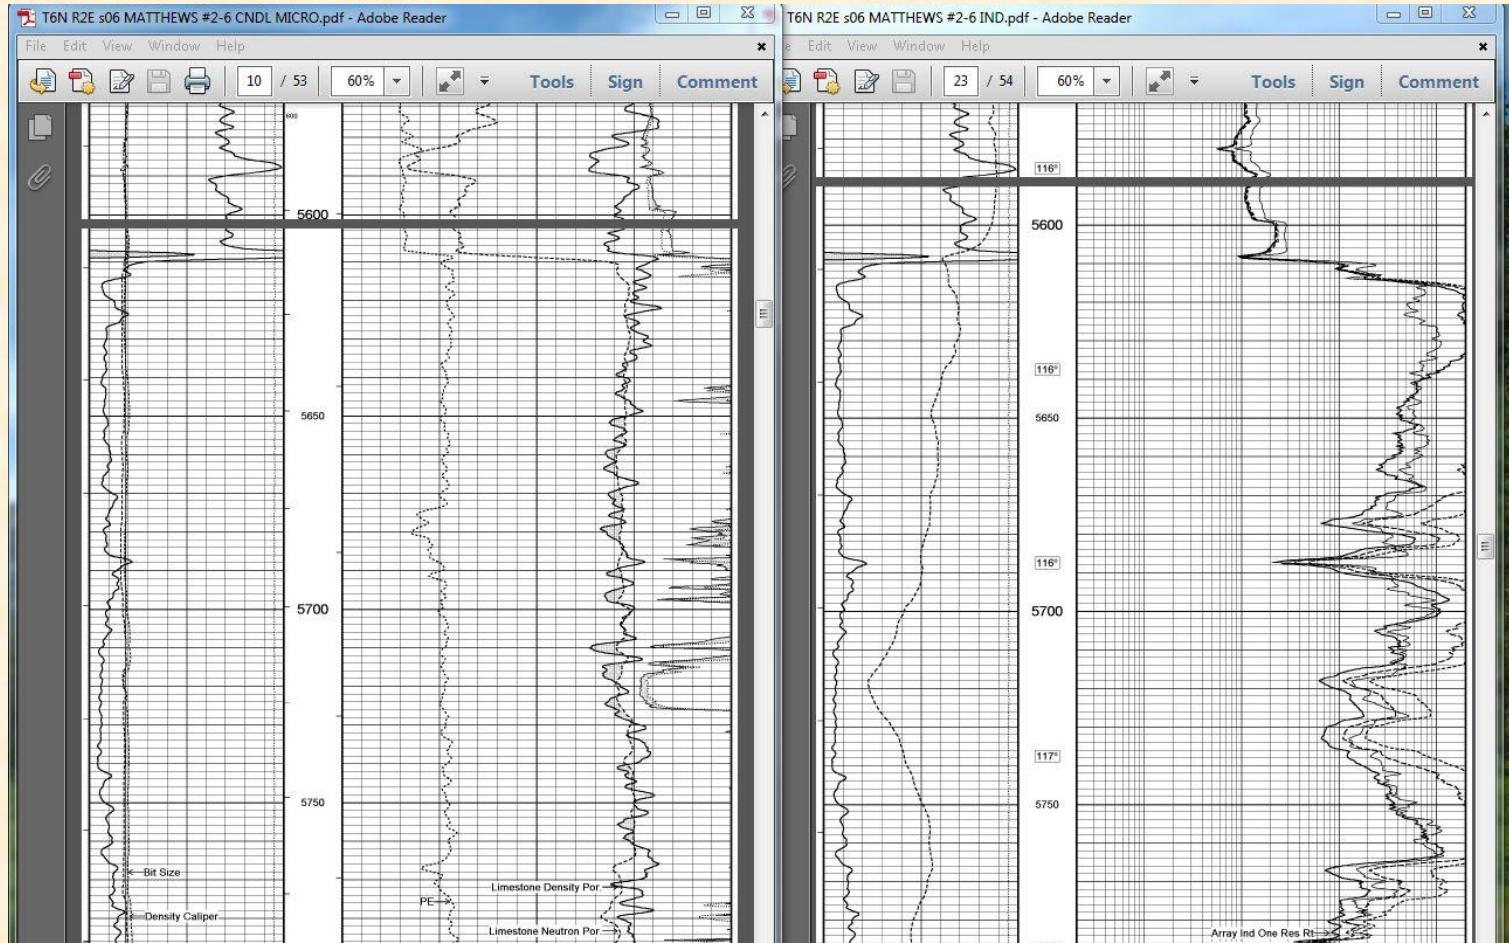 T6N R2E s06 MATTHEWS #2-6 CNDL MICRO.pdf - Adobe Reader
File Edit View Window Help
10 / 53 60% Tools Sign Comment
5600
5650
5700
5750
Bit Size
Density Caliper
Limestone Density Por.
PE
Limestone Neutron Por
T6N R2E s06 MATTHEWS #2-6 IND.pdf - Adobe Reader
Edit View Window Help
23 / 54 60% Tools Sign Comment
116°
5600
116°
5650
116°
5700
117°
5750
Array Ind One Res Rt